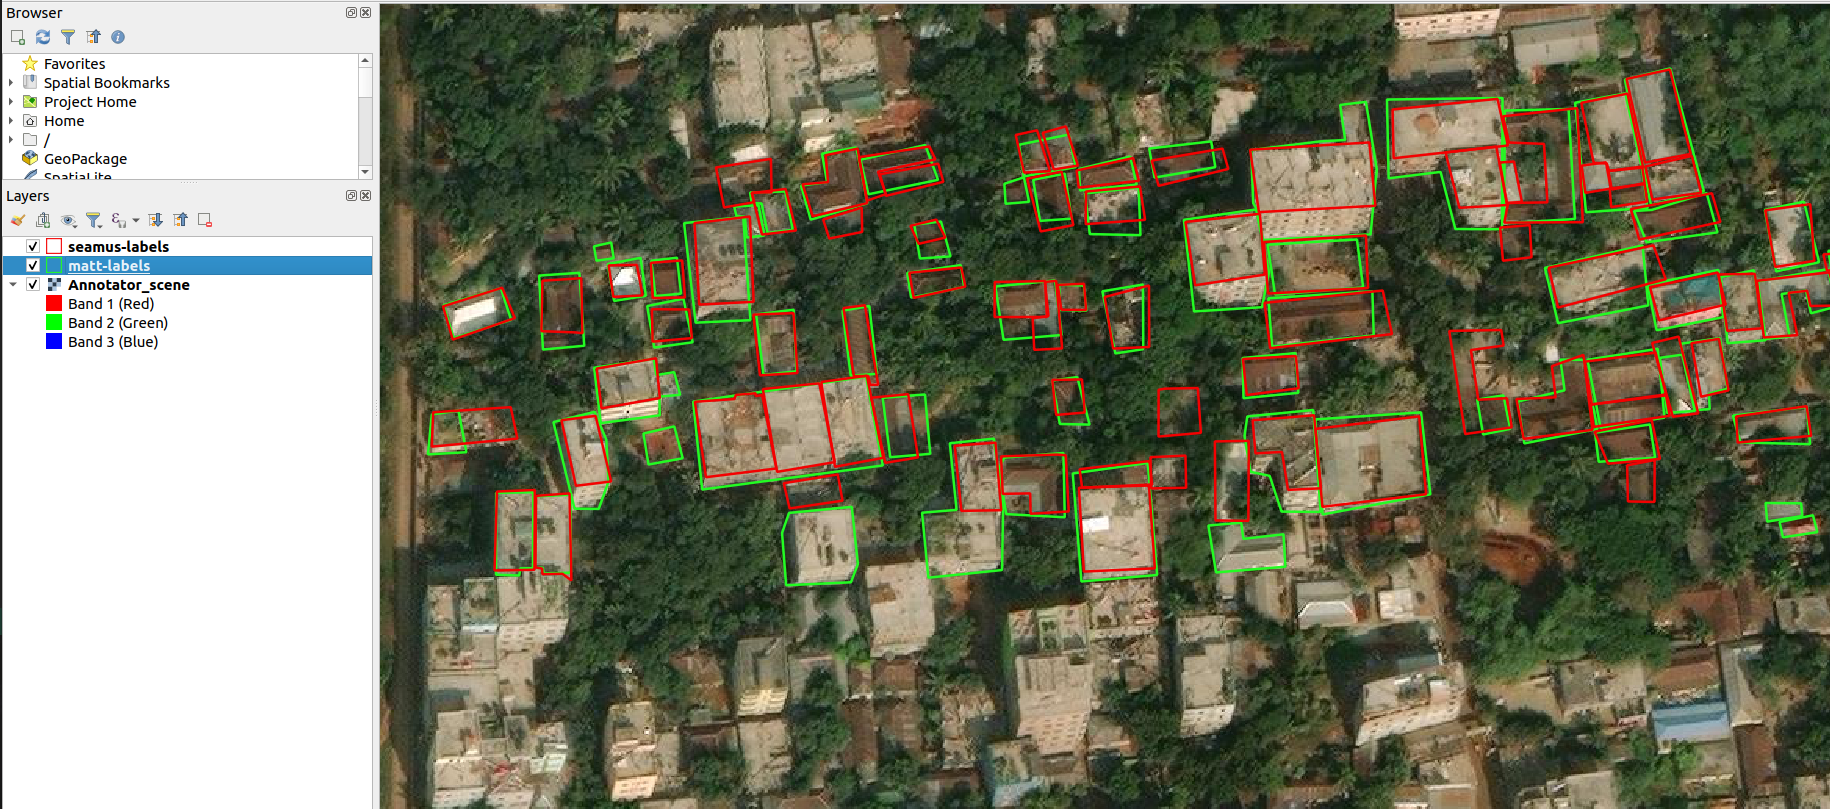 Browser
Favorites
Spatial Bookmarks
Project Home
Home
/
GeoPackage
SpatiaLite
Layers
seamus-labels
matt-labels
Annotator_scene
Band 1 (Red)
Band 2 (Green)
Band 3 (Blue)